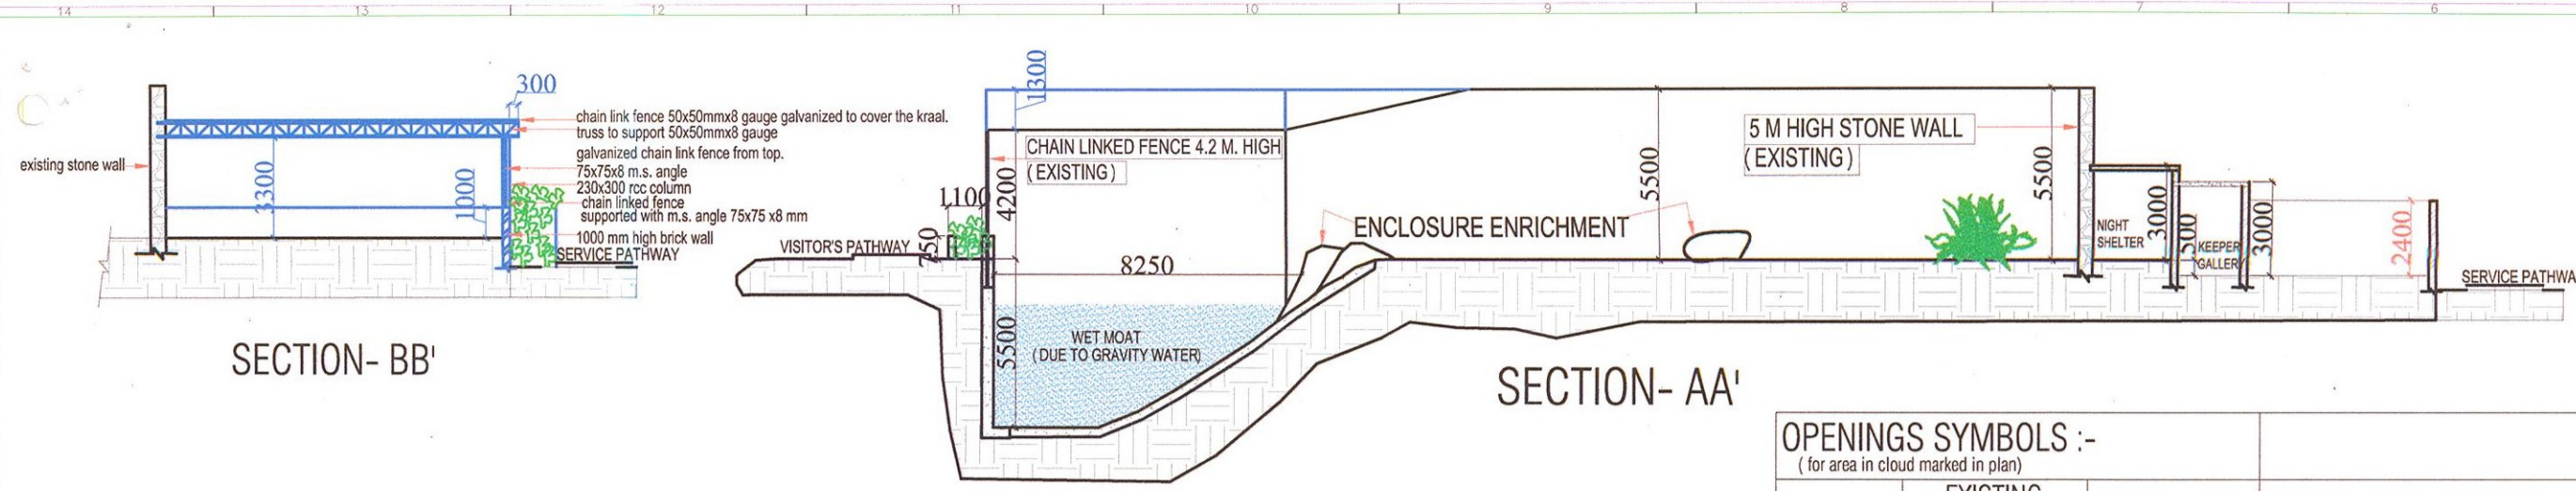 14
13
12
11
10
9
8
7
6
300
chain link fence 50x50mmx8 gauge galvanized to cover the kraal.
truss to support 50x50mmx8 gauge
galvanized chain link fence from top.
75x75x8 m.s. angle
230x300 rcc column
chain linked fence
supported with m.s. angle 75x75 x8 mm
1000 mm high brick wall
SERVICE PATHWAY
existing stone wall
3300
1000
SECTION- BB'
1300
CHAIN LINKED FENCE 4.2 M. HIGH
(EXISTING)
4200
1100
750
VISITOR'S PATHWAY
8250
5500
WET MOAT
(DUE TO GRAVITY WATER)
ENCLOSURE ENRICHMENT
5500
5 M HIGH STONE WALL
(EXISTING)
5500
NIGHT
SHELTER
3000
500
KEEPER
GALLER
3000
2400
SERVICE PATHWA
SECTION- AA'
OPENINGS SYMBOLS :-
( for area in cloud marked in plan)
EXISTING